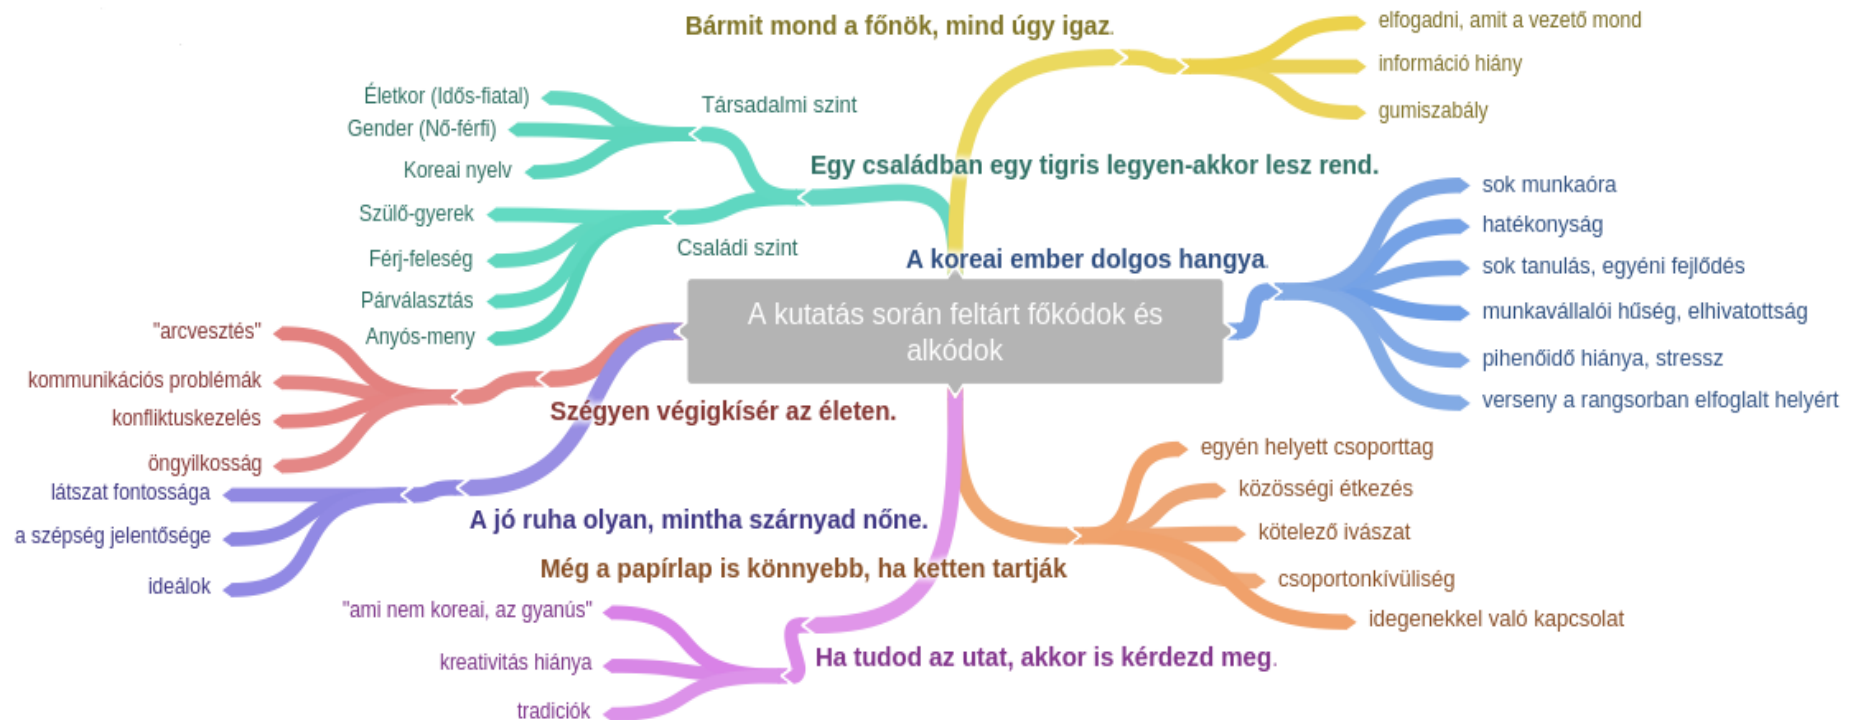 Bármit mond a főnök, mind úgy igaz.
elfogadni, amit a vezető mond
információ hiány
gumiszabály
Egy családban egy tigris legyen-akkor lesz rend.
Társadalmi szint
Életkor (Idős-fiatal)
Gender (Nő-férfi)
Koreai nyelv
Családi szint
Szülő-gyerek
Férj-feleség
Párválasztás
Anyós-meny
A koreai ember dolgos hangya.
sok munkaóra
hatékonyság
sok tanulás, egyéni fejlődés
munkavállalói hűség, elhivatottság
pihenőidő hiánya, stressz
verseny a rangsorban elfoglalt helyért
A kutatás során feltárt főkódok és
alkódok
Szégyen végigkísér az életen.
"arcvesztés"
kommunikációs problémák
konfliktuskezelés
öngyilkosság
A jó ruha olyan, mintha szárnyad nőne.
látszat fontossága
a szépség jelentősége
ideálok
Még a papírlap is könnyebb, ha ketten tartják
egyén helyett csoporttag
közösségi étkezés
kötelező ivászat
csoportonkívüliség
idegenekkel való kapcsolat
Ha tudod az utat, akkor is kérdezd meg.
"ami nem koreai, az gyanús"
kreativitás hiánya
tradiciók